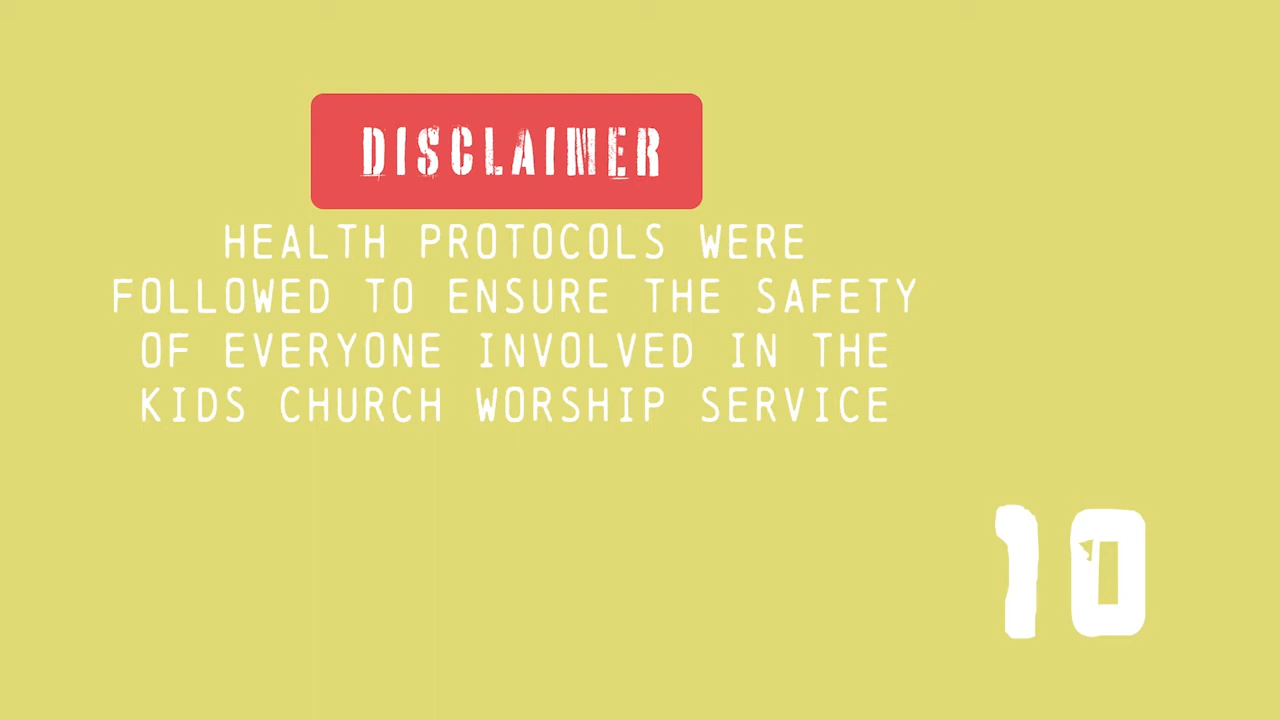 DISCLAIMER
HEALTH PROTOCOLS WERE
FOLLOWED TO ENSURE THE SAFETY
OF EVERYONE INVOLVED IN THE
KIDS CHURCH WORSHIP SERVICE
10